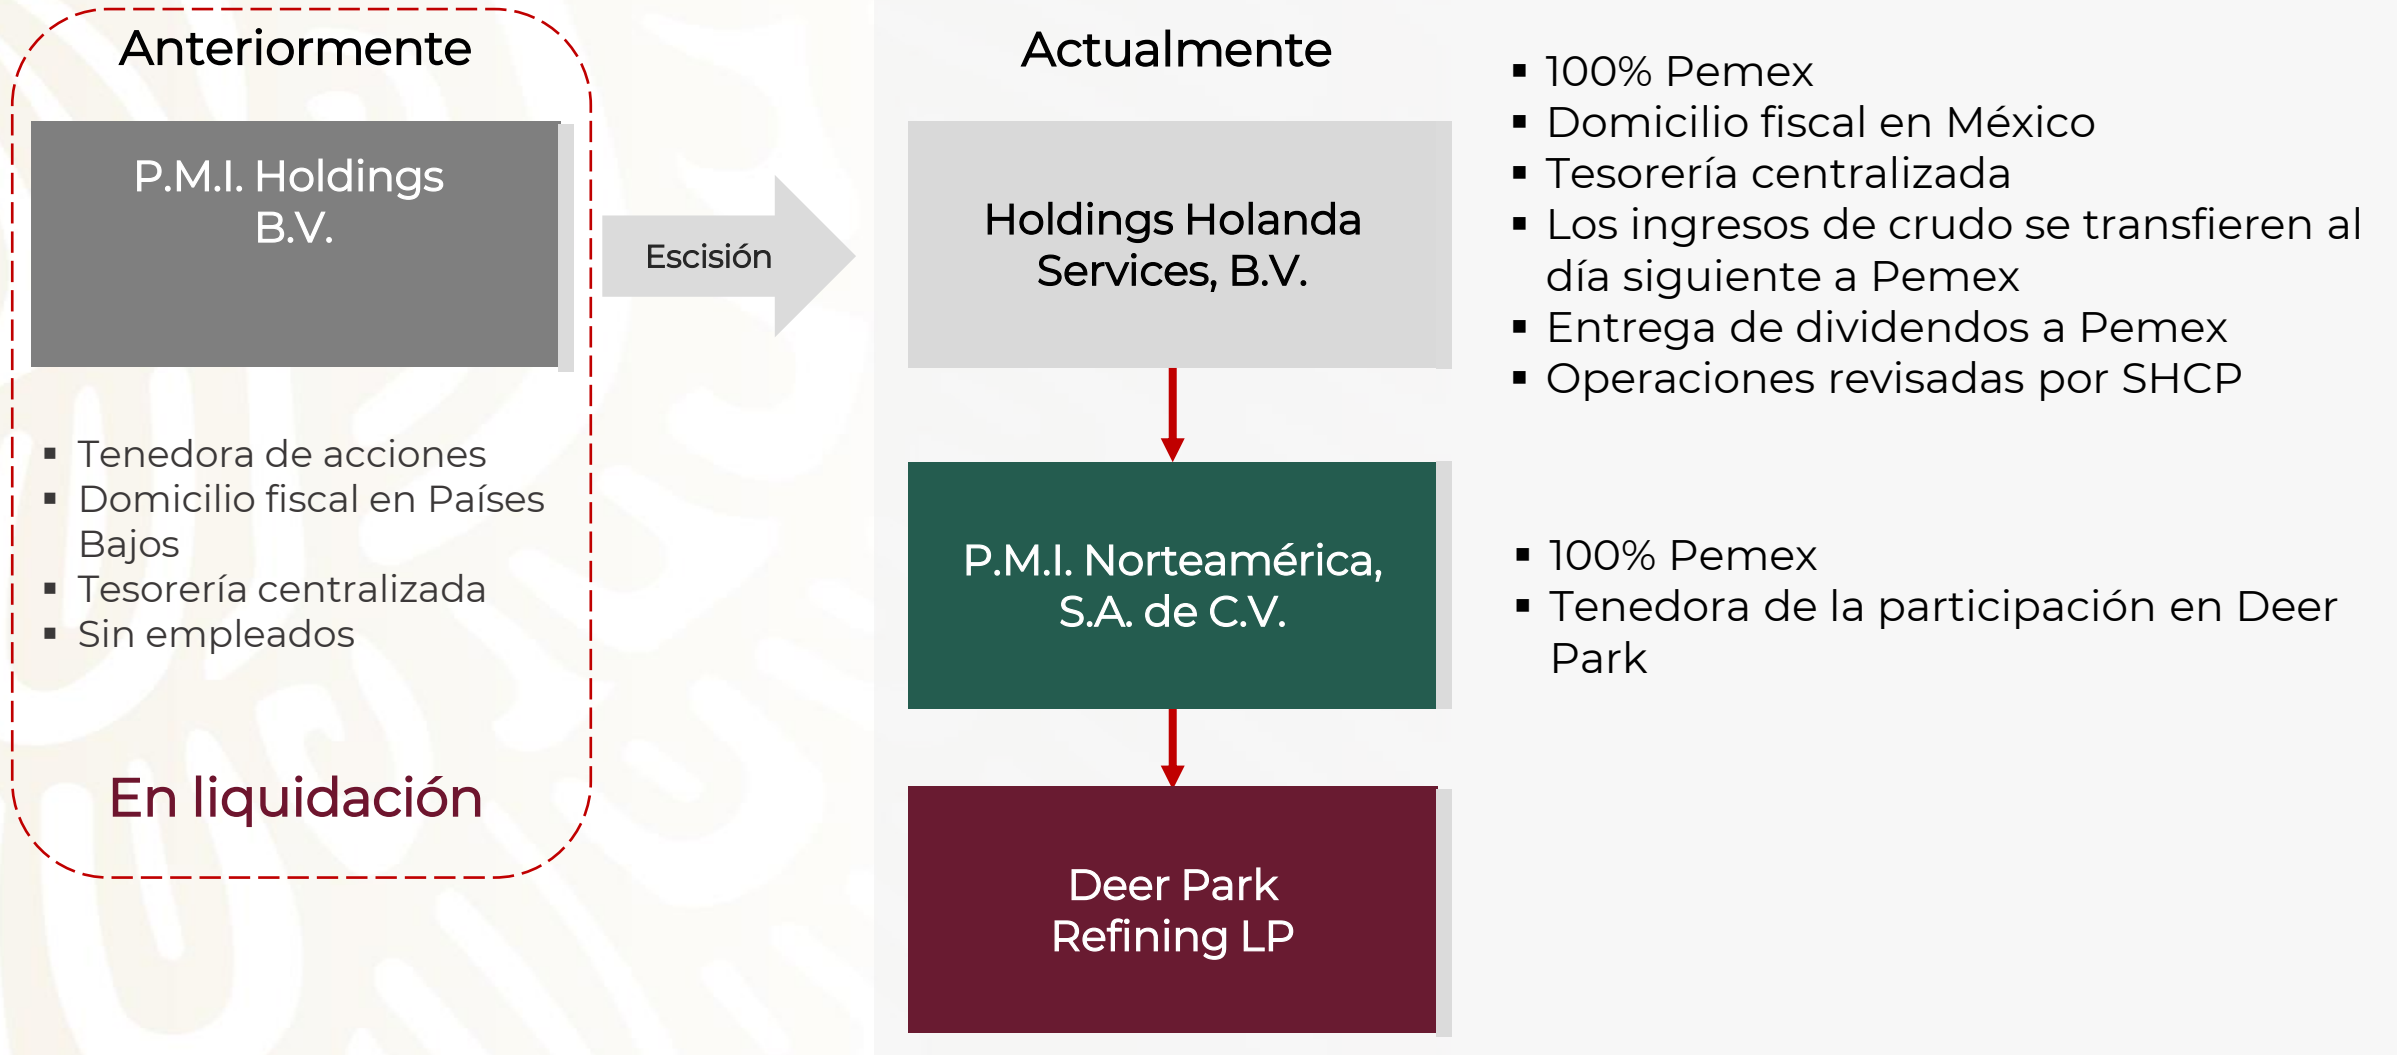 Anteriormente
P.M.I. Holdings
B.V.
▪ Tenedora de acciones
▪ Domicilio fiscal en Países
Bajos
▪ Tesorería centralizada
▪ Sin empleados
En liquidación
Escisión
Actualmente
Holdings Holanda
Services, B.V.
▪ 100% Pemex
▪ Domicilio fiscal en México
▪ Tesorería centralizada
▪ Los ingresos de crudo se transfieren al
día siguiente a Pemex
▪ Entrega de dividendos a Pemex
▪ Operaciones revisadas por SHCP
P.M.I. Norteamérica,
S.A. de C.V.
▪ 100% Pemex
▪ Tenedora de la participación en Deer
Park
Deer Park
Refining LP